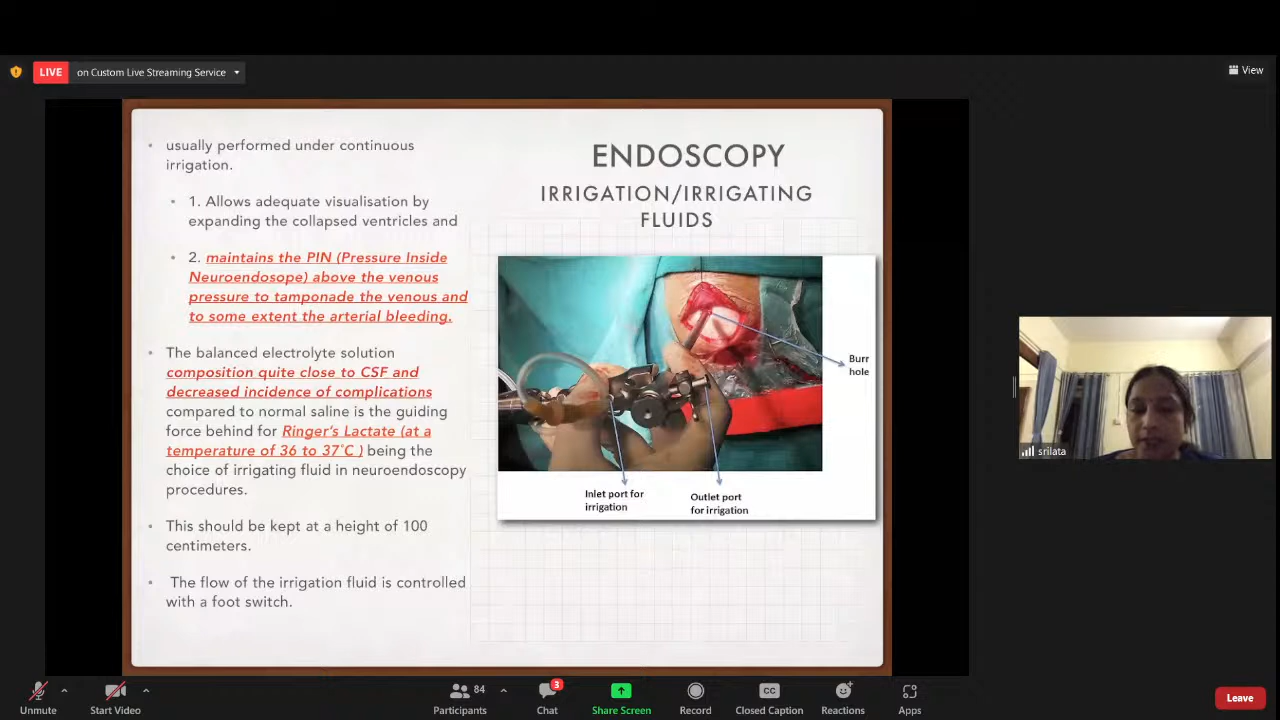 LIVE
on Custom Live Streaming Service
View
usually performed under continuous
irrigation.
1. Allows adequate visualisation by
expanding the collapsed ventricles and
2. maintains the PIN (Pressure Inside
Neuroendosope) above the venous
pressure to tamponade the venous and
to some extent the arterial bleeding.
The balanced electrolyte solution
composition quite close to CSF and
decreased incidence of complications
compared to normal saline is the guiding
force behind for Ringer's Lactate (at a
temperature of 36 to 37˚C ) being the
choice of irrigating fluid in neuroendoscopy
procedures.
This should be kept at a height of 100
centimeters.
The flow of the irrigation fluid is controlled
with a foot switch.
ENDOSCOPY
IRRIGATION/IRRIGATING
FLUIDS
Burr
hole
Inlet port for
irrigation
Outlet port
for irrigation
srilata
Unmute
Start Video
84
Participants
3
Chat
Share Screen
Record
CC
Closed Caption
Reactions
Apps
Leave